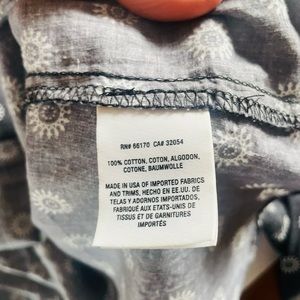 RN# 66170 CA# 32054
100% COTTON, COTON, ALGODON,
COTONE, BAUMWOLLE
MADE IN USA OF IMPORTED FABRICS
AND TRIMS, HECHO EN EE.UU. DE
TELAS Y ADORNOS IMPORTADOS,
FABRIQUÉ AUX ETATS-UNIS DE
TISSUS ET DE GARNITURES
IMPORTÉS